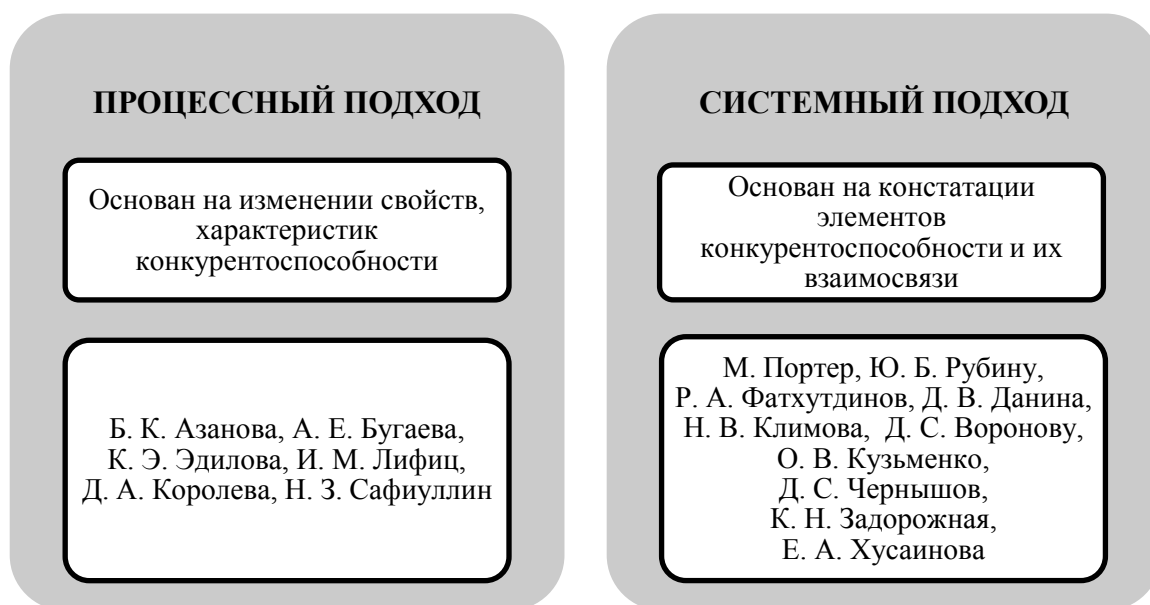 ПРОЦЕССНЫЙ ПОДХОД
Основан на изменении свойств,
характеристик
конкурентоспособности
Б. К. Азанова, А. Е. Бугаева,
К. Э. Эдилова, И. М. Лифиц,
Д. А. Королева, Н. З. Сафиуллин
СИСТЕМНЫЙ ПОДХОД
Основан на констатации
элементов
конкурентоспособности и их
взаимосвязи
М. Портер, Ю. Б. Рубину,
Р. А. Фатхутдинов, Д. В. Данина,
Н. В. Климова, Д. С. Воронову,
О. В. Кузьменко,
Д. С. Чернышов,
К. Н. Задорожная,
Е. А. Хусаинова